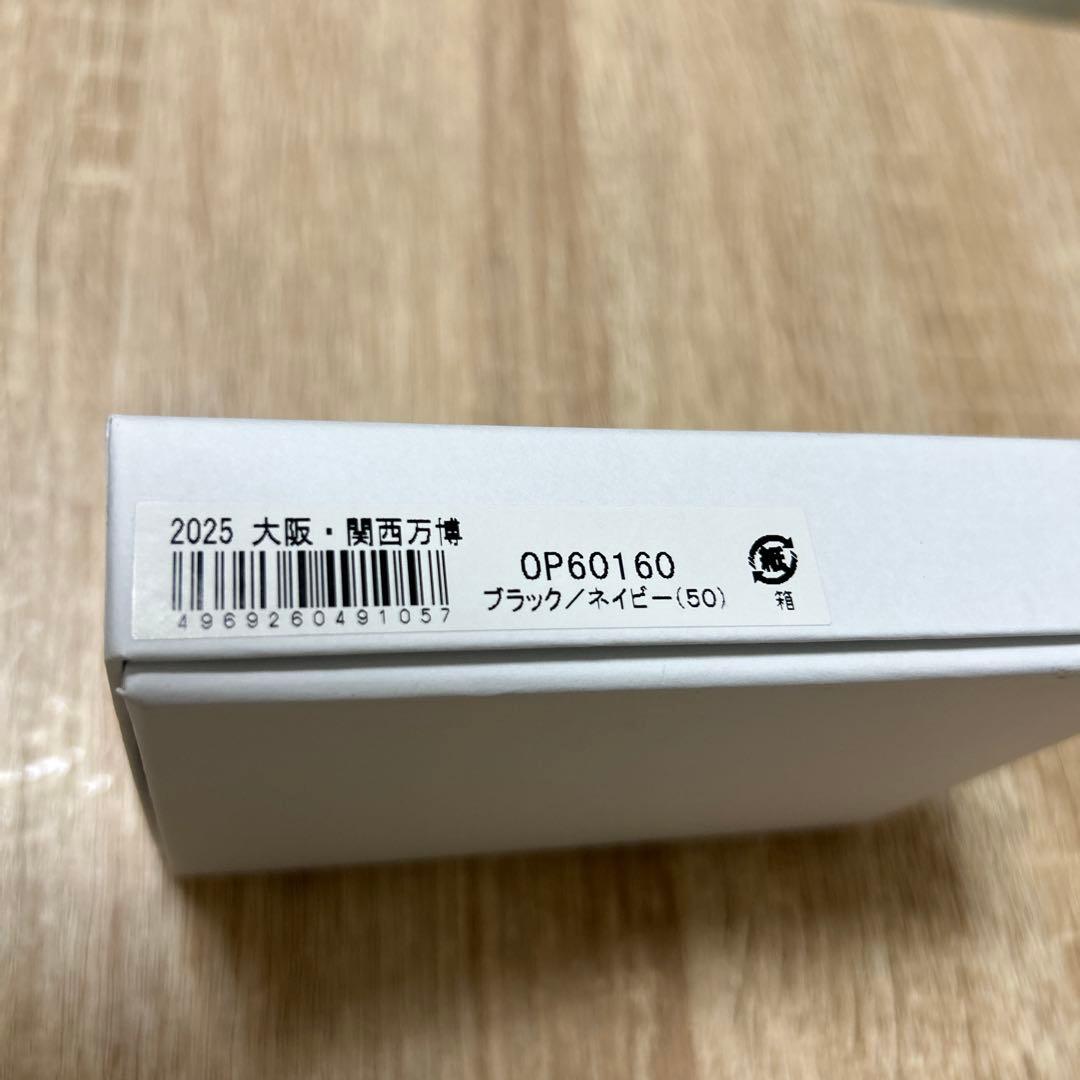 2025 大阪・関西万博
4969260491057
OP60160
ブラック／ネイビー(50)
紙
箱